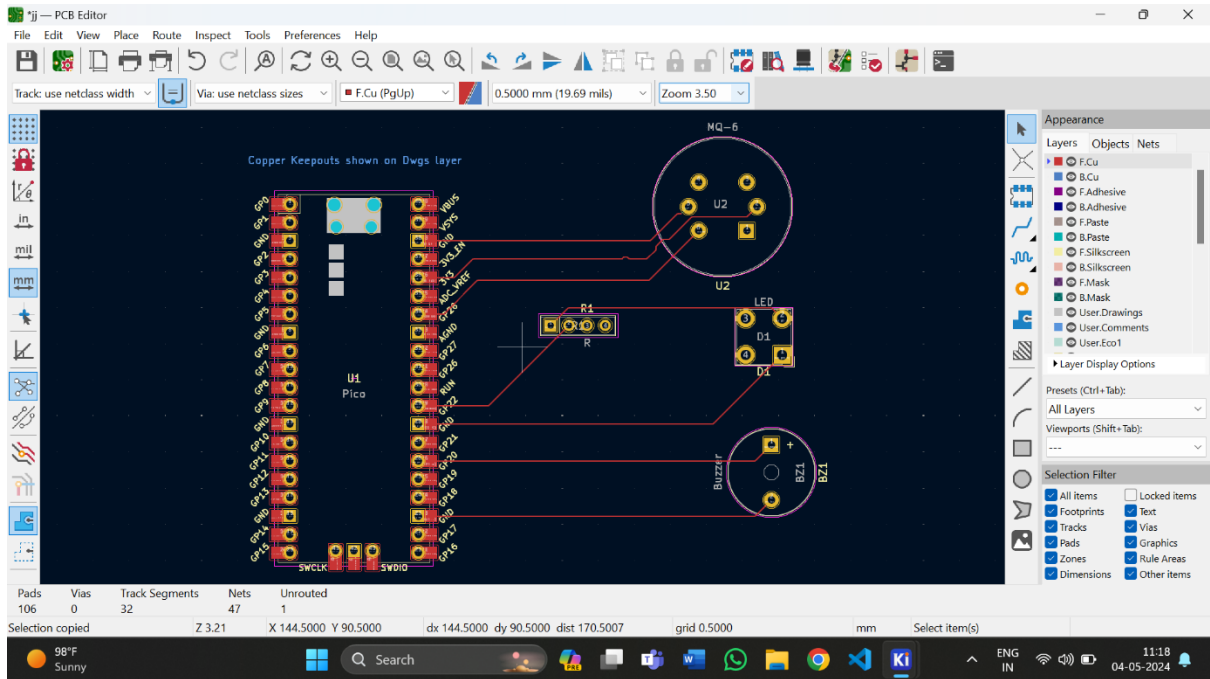 *jj — PCB Editor
File Edit View Place Route Inspect Tools Preferences Help
Track: use netclass width Via: use netclass sizes F.Cu (PgUp) 0.5000 mm (19.69 mils) Zoom 3.50
in
mil
mm
Copper Keepouts shown on Dwgs layer
MQ-6
U2
U2
GP0
GP1
GND
GP2
GP3
GP4
GP5
GND
GP6
GP7
GP8
GP9
GND
GP10
GP11
GP12
GP13
GND
GP14
GP15
U1
Pico
VBUS
VSYS
GND
3V3_EN
3V3
ADC_VREF
GP28
AGND
GP27
GP26
RUN
GP22
GND
GP21
GP20
GP19
GP18
GND
GP17
GP16
SWCLK SWDIO
R1
R
LED
3
4
D1
D1
Buzzer
+
BZ1
BZ1
Appearance
Layers Objects Nets
F.Cu
B.Cu
F.Adhesive
B.Adhesive
F.Paste
B.Paste
F.Silkscreen
B.Silkscreen
F.Mask
B.Mask
User.Drawings
User.Comments
User.Eco1
Layer Display Options
Presets (Ctrl+Tab):
All Layers
Viewports (Shift+Tab):
---
Selection Filter
All items Locked items
Footprints Text
Tracks Vias
Pads Graphics
Zones Rule Areas
Dimensions Other items
Pads Vias Track Segments Nets Unrouted
106 0 32 47 1
Selection copied Z 3.21 X 144.5000 Y 90.5000 dx 144.5000 dy 90.5000 dist 170.5007 grid 0.5000 mm Select item(s)
98°F
Sunny
Search
PRE
Ki
ENG
IN
11:18
04-05-2024